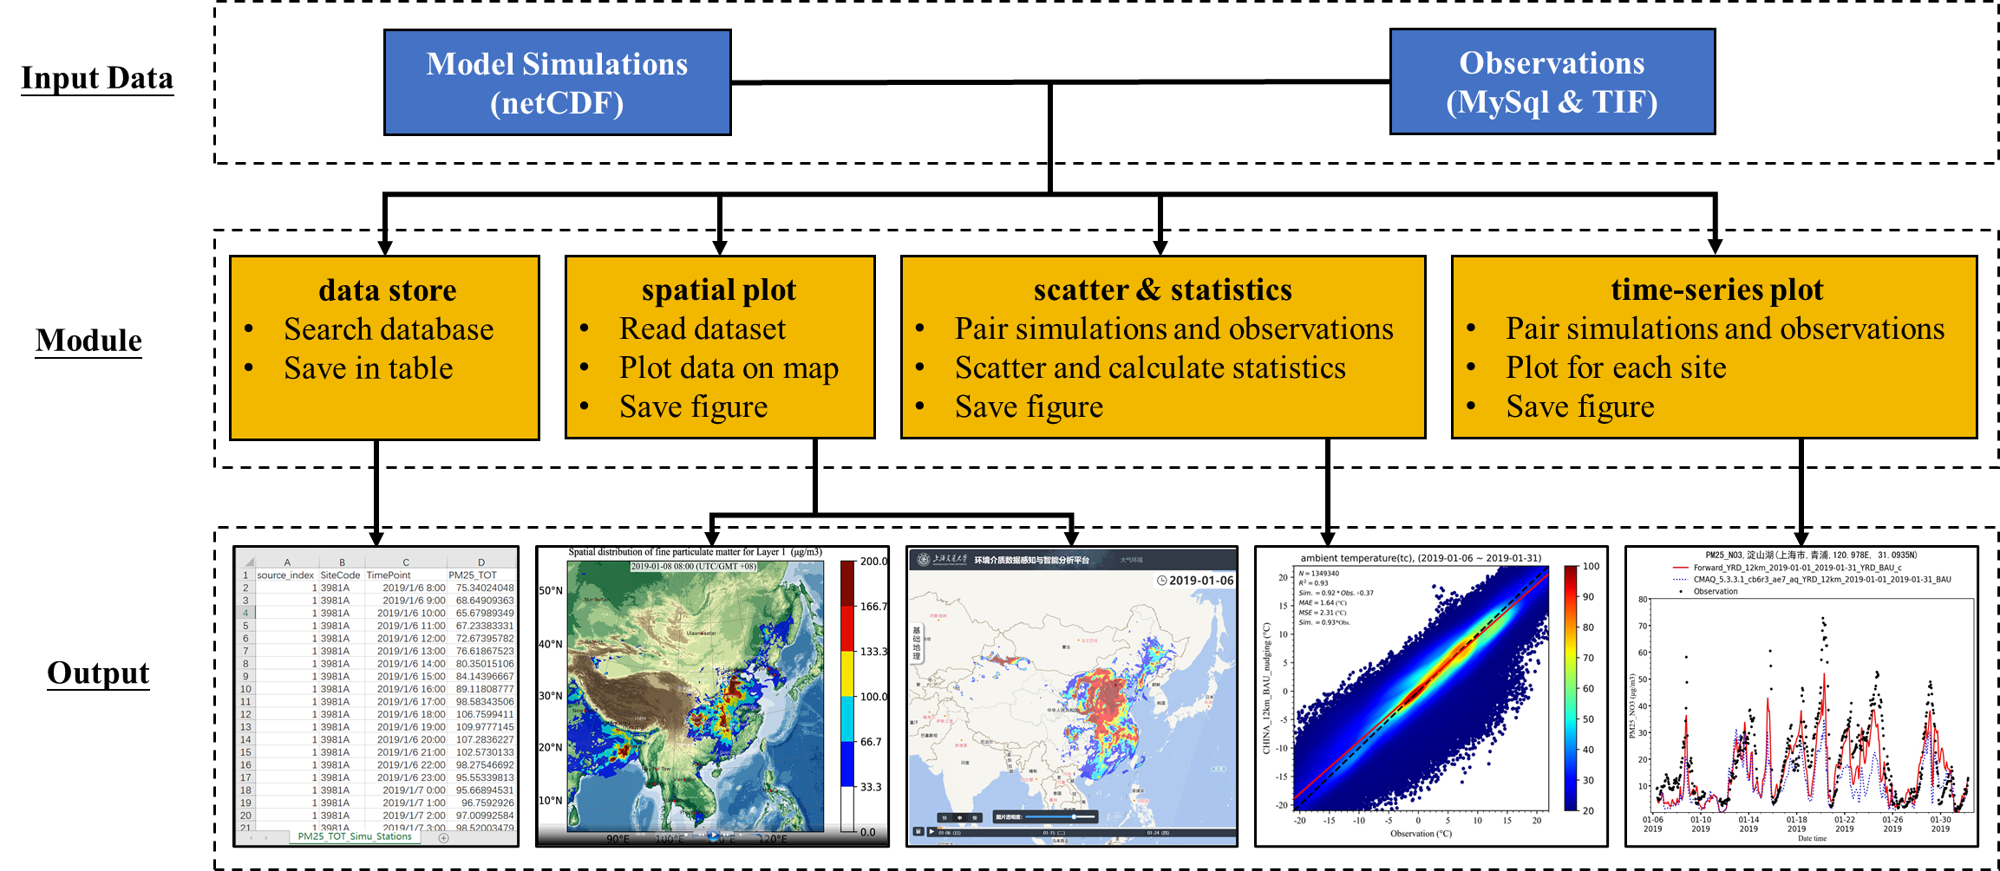 Input Data
Model Simulations
(netCDF)
Observations
(MySql & TIF)
Module
data store
• Search database
• Save in table
spatial plot
• Read dataset
• Plot data on map
• Save figure
scatter & statistics
• Pair simulations and observations
• Scatter and calculate statistics
• Save figure
time-series plot
• Pair simulations and observations
• Plot for each site
• Save figure
Output
A B C D
1 source_index SiteCode TimePoint PM25_TOT
2 1 3981A 2019/1/6 8:00 75.34024048
3 1 3981A 2019/1/6 9:00 68.64909363
4 1 3981A 2019/1/6 10:00 65.67989349
5 1 3981A 2019/1/6 11:00 67.23383331
6 1 3981A 2019/1/6 12:00 72.67395782
7 1 3981A 2019/1/6 13:00 76.61867523
8 1 3981A 2019/1/6 14:00 80.35015106
9 1 3981A 2019/1/6 15:00 84.14396667
10 1 3981A 2019/1/6 16:00 89.11808777
11 1 3981A 2019/1/6 17:00 98.58343506
12 1 3981A 2019/1/6 18:00 106.7599411
13 1 3981A 2019/1/6 19:00 109.9777145
14 1 3981A 2019/1/6 20:00 107.2836227
15 1 3981A 2019/1/6 21:00 102.5730133
16 1 3981A 2019/1/6 22:00 98.27546692
17 1 3981A 2019/1/6 23:00 95.55339813
18 1 3981A 2019/1/7 0:00 95.66894531
19 1 3981A 2019/1/7 1:00 96.7592926
20 1 3981A 2019/1/7 2:00 97.00992584
21 1 3981A 2019/1/7 3:00 98.52003479
PM25_TOT_Simu_Stations
Spatial distribution of fine particulate matter for Layer 1 (μg/m3)
2019-01-08 08:00 (UTC/GMT +08)
50°N
40°N
30°N
20°N
10°N
90°E 100°E 120°E
200.0
166.7
133.3
100.0
66.7
33.3
0.0
上海交通大学 环境介质数据感知与智能分析平台 大气环境
2019-01-06
基础地理
图片透明度:
ambient temperature(tc), (2019-01-06 ~ 2019-01-31)
N = 1349340
R² = 0.93
Sim. = 0.92 * Obs. -0.37
MAE = 1.64 (°C)
MSE = 2.31 (°C)
Sim. = 0.93*Obs.
CHINA_12km_BAU_nudging (°C)
20
15
10
5
0
-5
-10
-15
-20
-20 -15 -10 -5 0 5 10 15 20
Observation (°C)
100
90
80
70
60
50
40
30
20
PM25_NO3, 淀山湖(上海市, 青浦, 120.978E, 31.0935N)
Forward_YRD_12km_2019-01-01_2019-01-31_YRD_BAU_c
CMAQ_5.3.3.1_cb6r3_ae7_aq_YRD_12km_2019-01-01_2019-01-31_BAU
Observation
PM25_NO3 (μg/m3)
80
70
60
50
40
30
20
10
0
01-06 01-10 01-14 01-18 01-22 01-26 01-30
2019 2019 2019 2019 2019 2019 2019
Date time